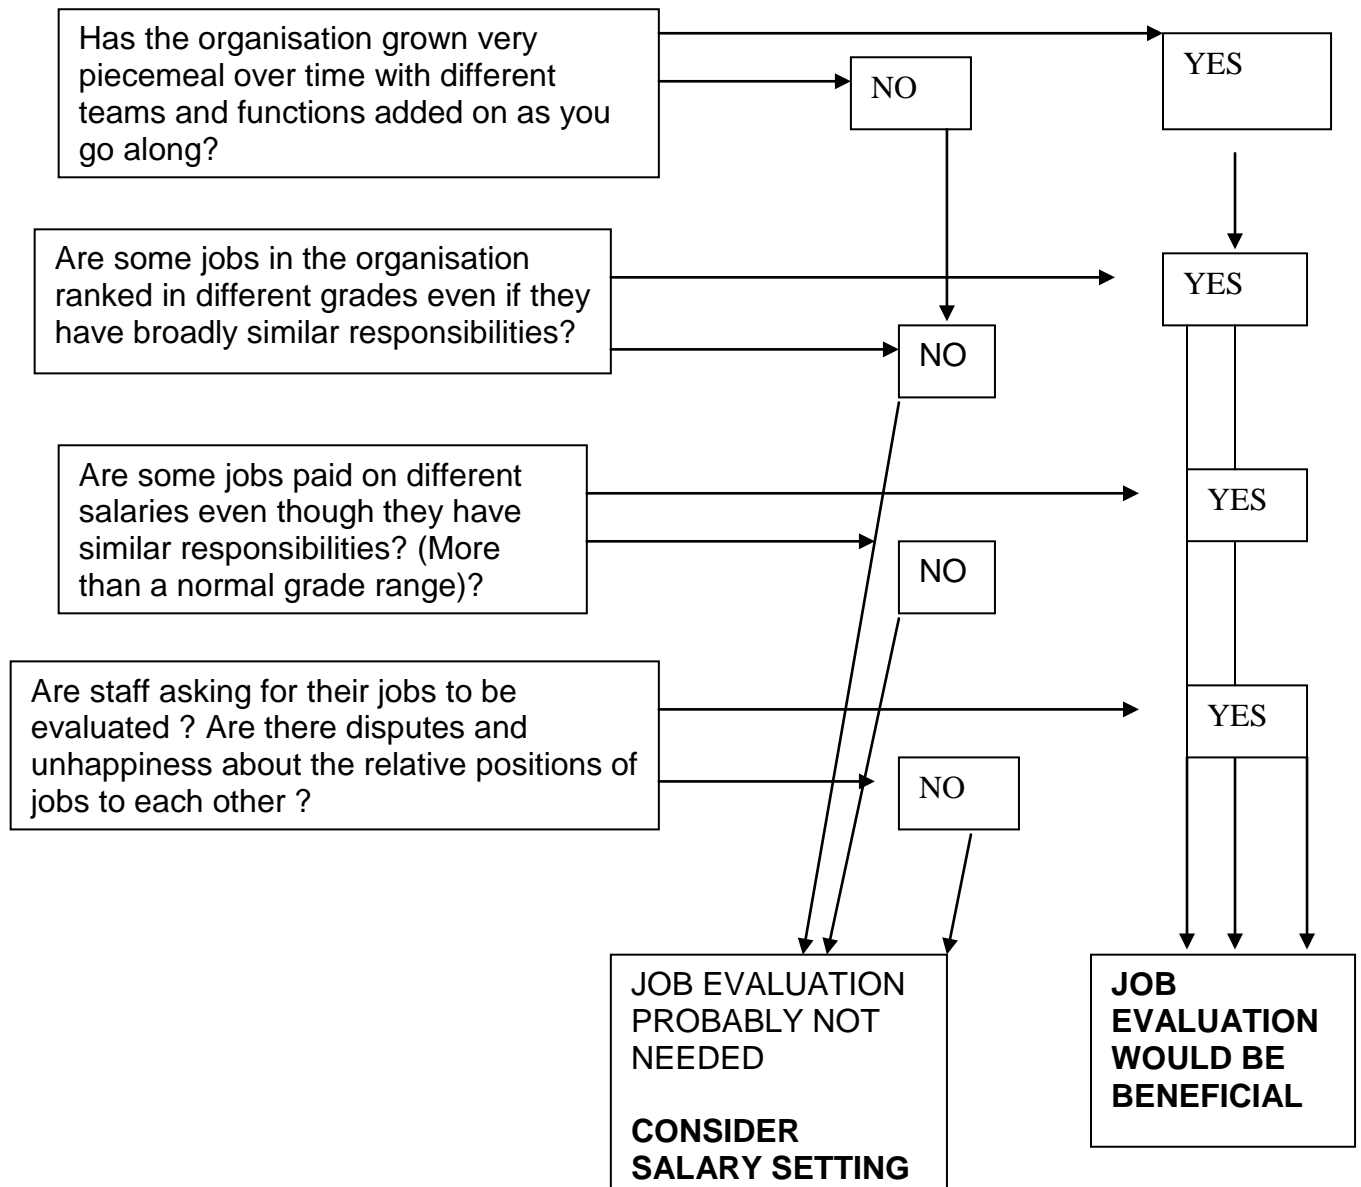 Has the organisation grown very
piecemeal over time with different
teams and functions added on as you
go along?
NO
YES
Are some jobs in the organisation
ranked in different grades even if they
have broadly similar responsibilities?
YES
NO
Are some jobs paid on different
salaries even though they have
similar responsibilities? (More
than a normal grade range)?
YES
NO
Are staff asking for their jobs to be
evaluated ? Are there disputes and
unhappiness about the relative positions of
jobs to each other ?
YES
NO
JOB EVALUATION
PROBABLY NOT
NEEDED
CONSIDER
SALARY SETTING
JOB
EVALUATION
WOULD BE
BENEFICIAL